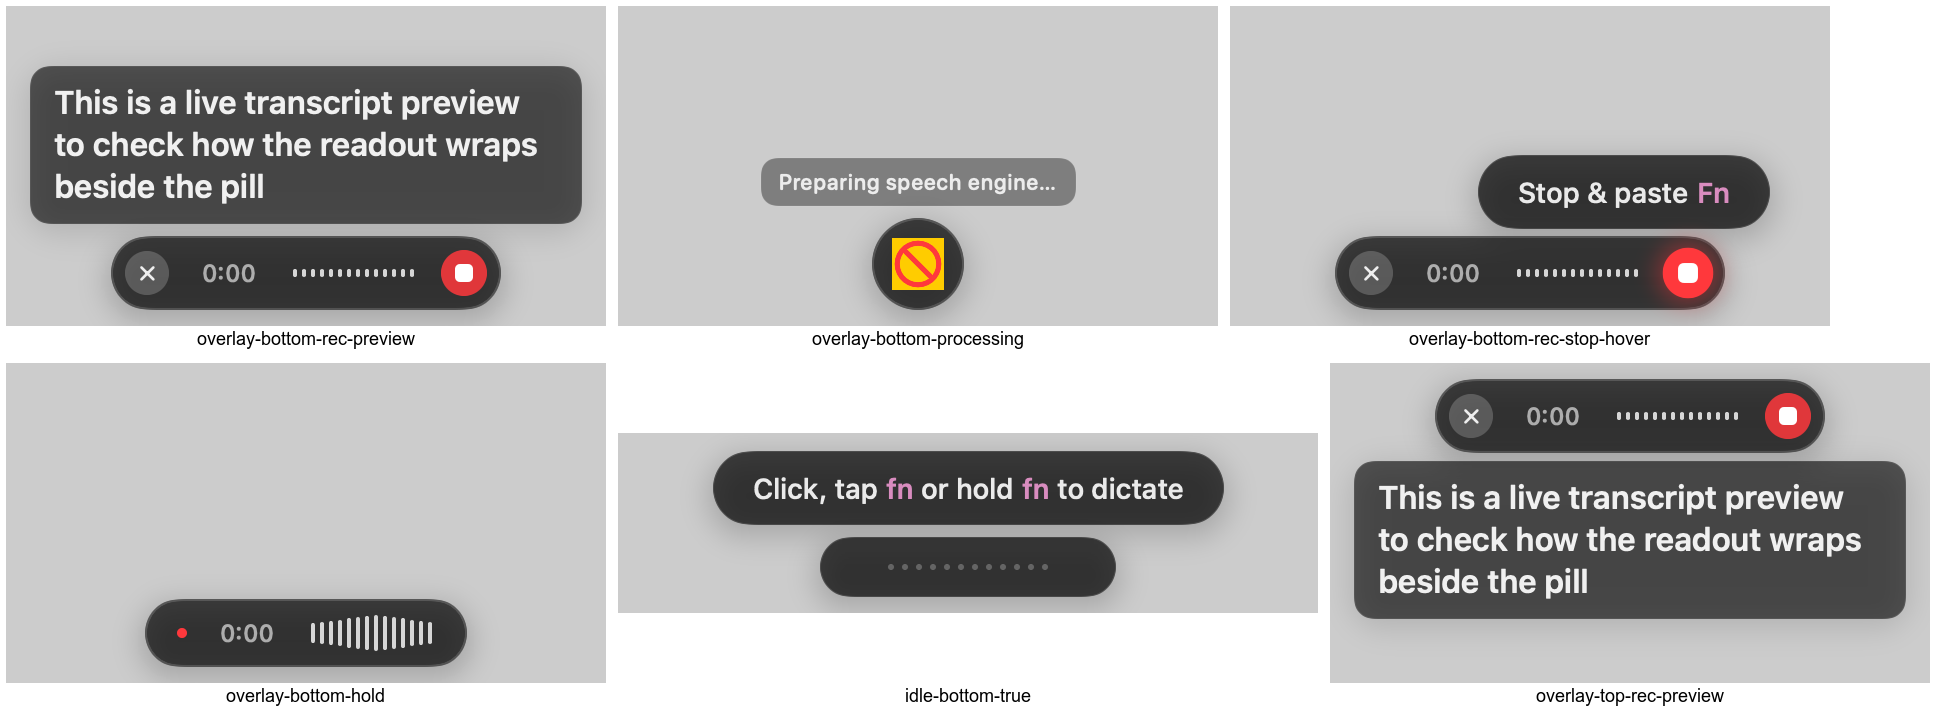 This is a live transcript preview
to check how the readout wraps
beside the pill
0:00
overlay-bottom-rec-preview
Preparing speech engine...
overlay-bottom-processing
Stop & paste Fn
0:00
overlay-bottom-rec-stop-hover
0:00
overlay-bottom-hold
Click, tap fn or hold fn to dictate
idle-bottom-true
0:00
This is a live transcript preview
to check how the readout wraps
beside the pill
overlay-top-rec-preview